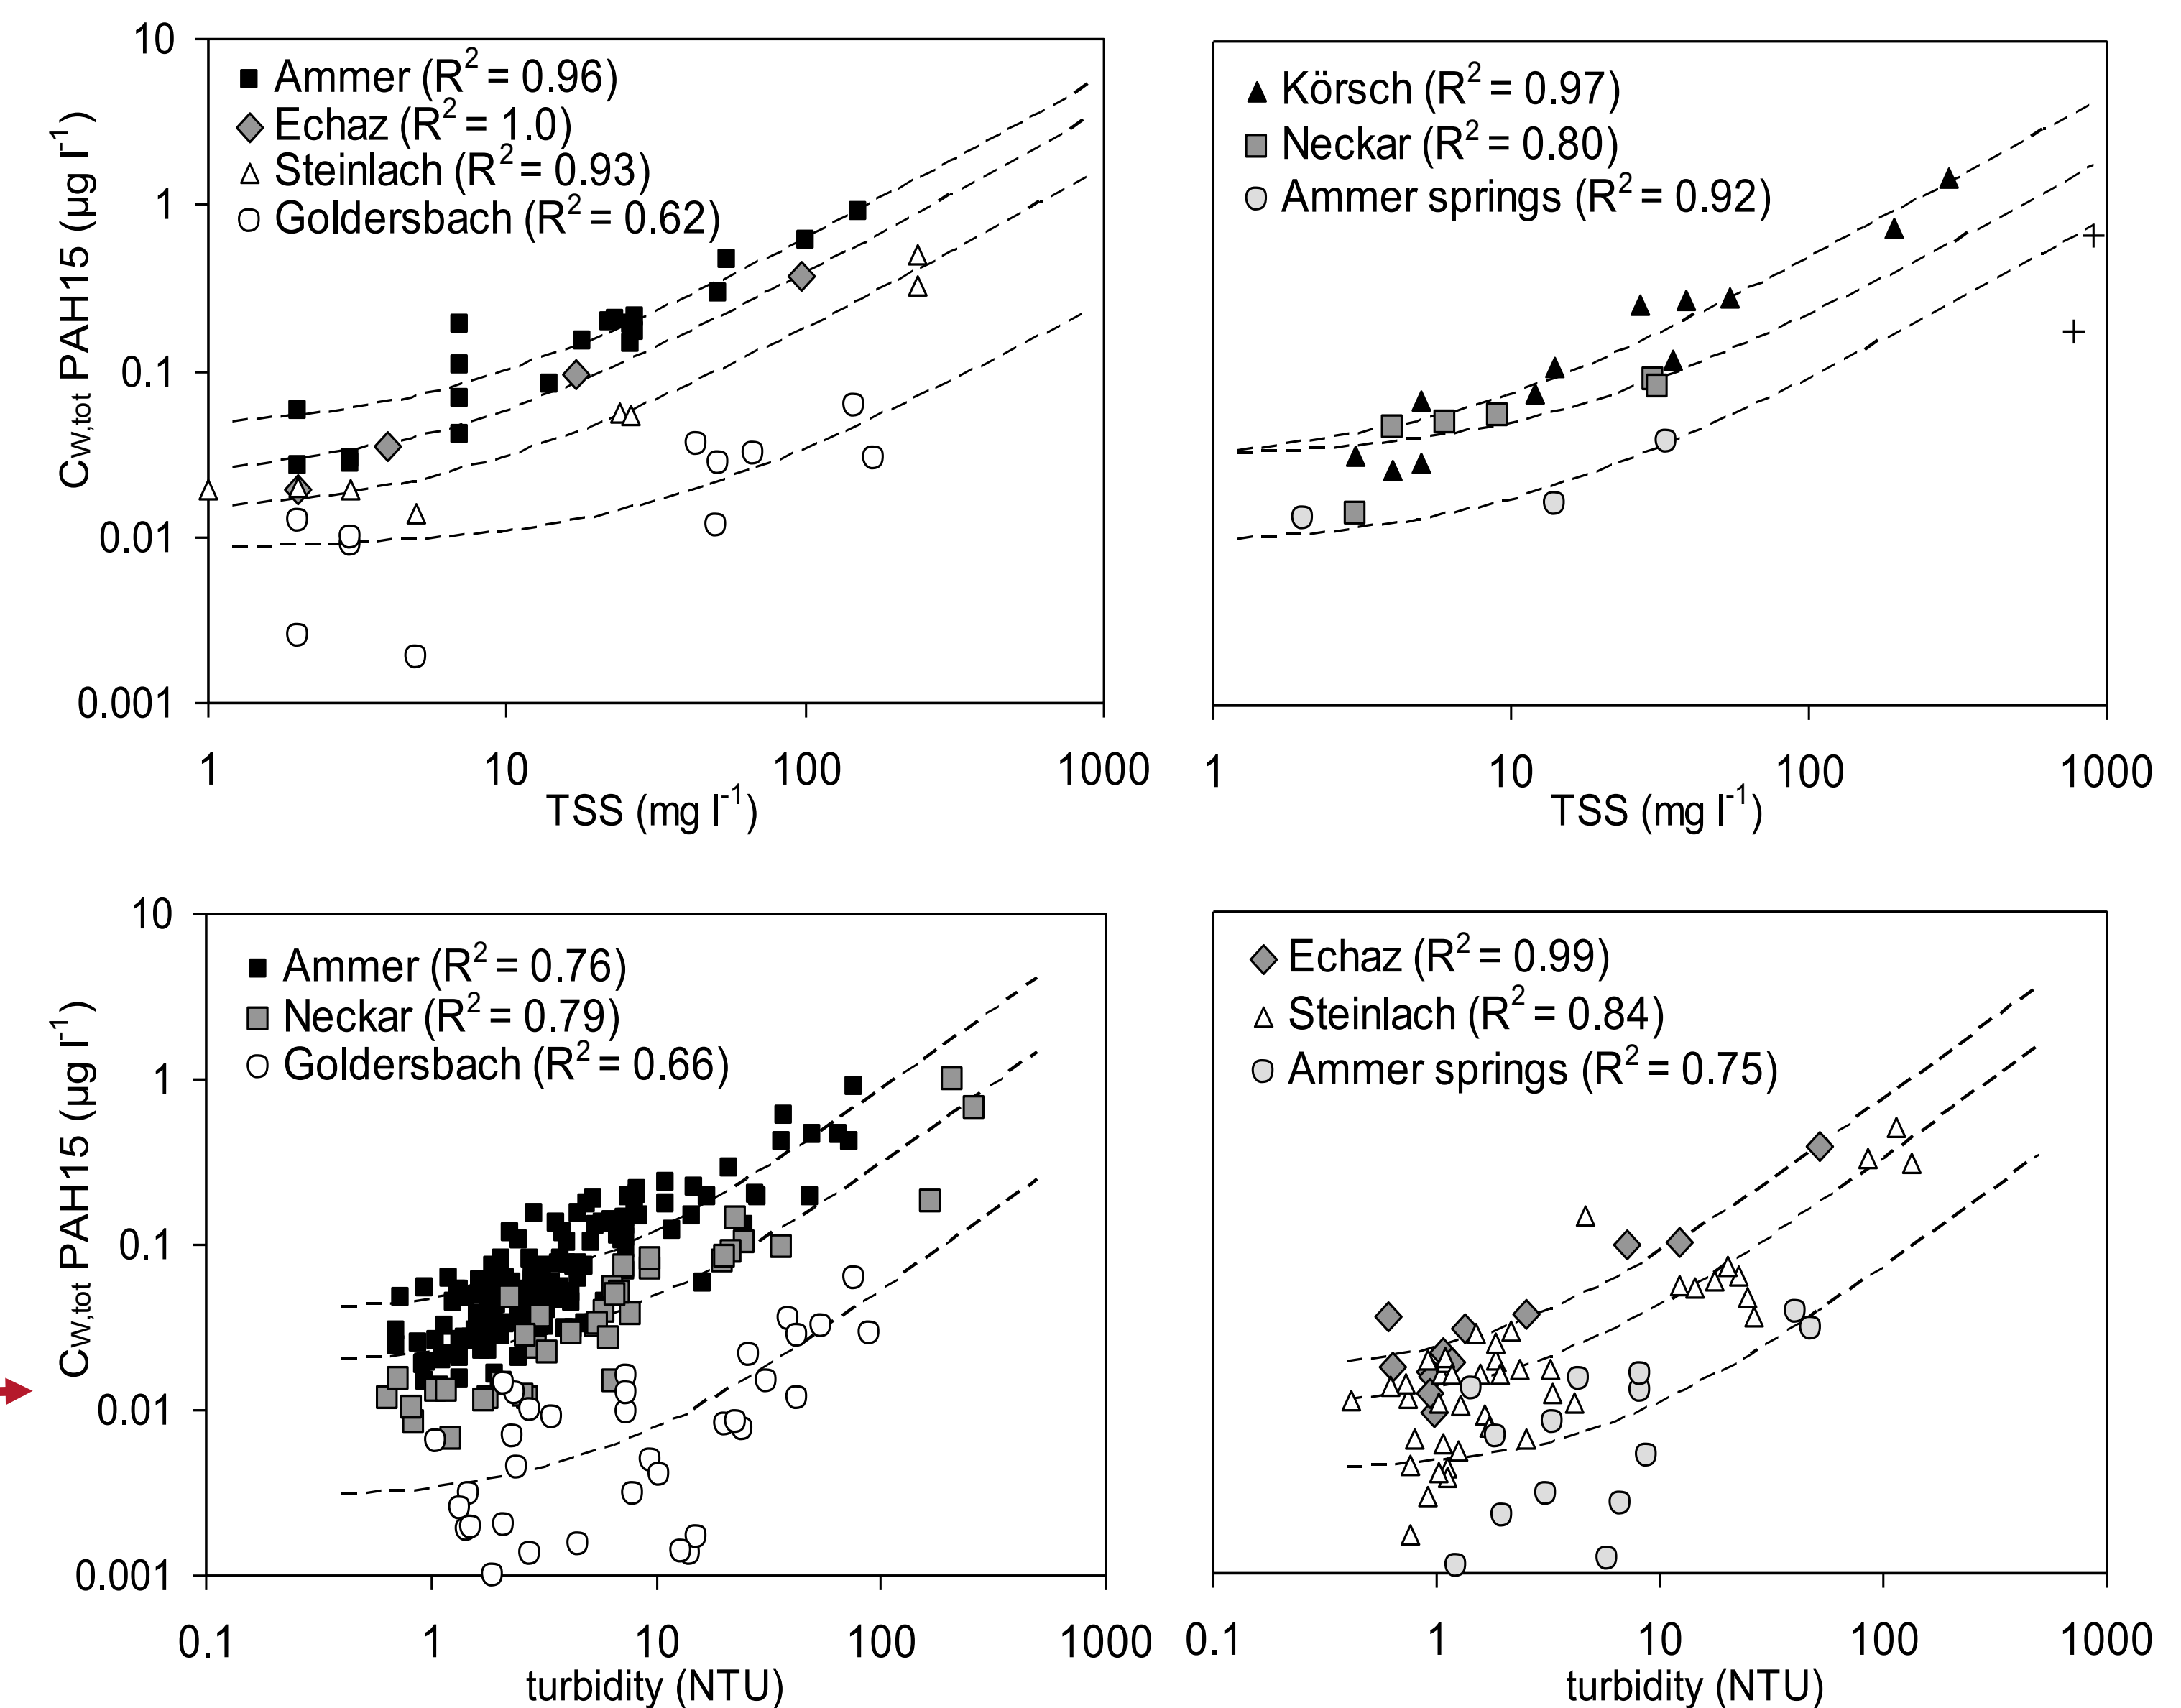 10
1
0.1
0.01
0.001
Cw,tot PAH15 (µg l-1)
Ammer (R2 = 0.96)
Echaz (R2 = 1.0)
Steinlach (R2 = 0.93)
Goldersbach (R2 = 0.62)
1 10 100 1000
TSS (mg l-1)
Körsch (R2 = 0.97)
Neckar (R2 = 0.80)
Ammer springs (R2 = 0.92)
1 10 100 1000
TSS (mg l-1)
10
1
0.1
0.01
0.001
Cw,tot PAH15 (µg l-1)
Ammer (R2 = 0.76)
Neckar (R2 = 0.79)
Goldersbach (R2 = 0.66)
0.1 1 10 100 1000
turbidity (NTU)
Echaz (R2 = 0.99)
Steinlach (R2 = 0.84)
Ammer springs (R2 = 0.75)
0.1 1 10 100 1000
turbidity (NTU)